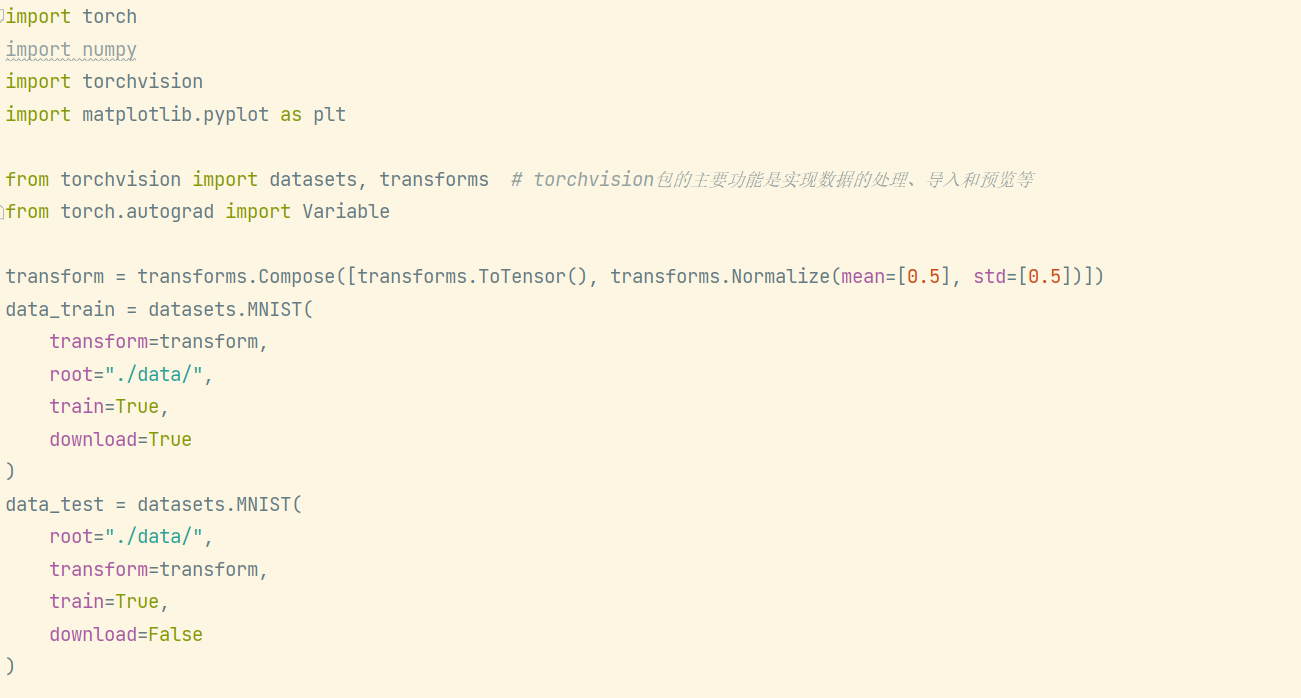 import torch
import numpy
import torchvision
import matplotlib.pyplot as plt
from torchvision import datasets, transforms  # torchvision包的主要功能是实现数据的处理、导入和预览等
from torch.autograd import Variable
transform = transforms.Compose([transforms.ToTensor(), transforms.Normalize(mean=[0.5], std=[0.5])])
data_train = datasets.MNIST(
    transform=transform,
    root="./data/",
    train=True,
    download=True
)
data_test = datasets.MNIST(
    root="./data/",
    transform=transform,
    train=True,
    download=False
)